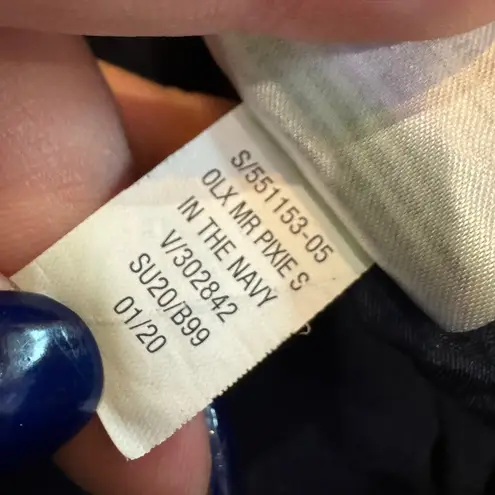 S/551153-05
OLX MR PIXIE S
IN THE NAVY
V/302842
SU20/B99
01/20